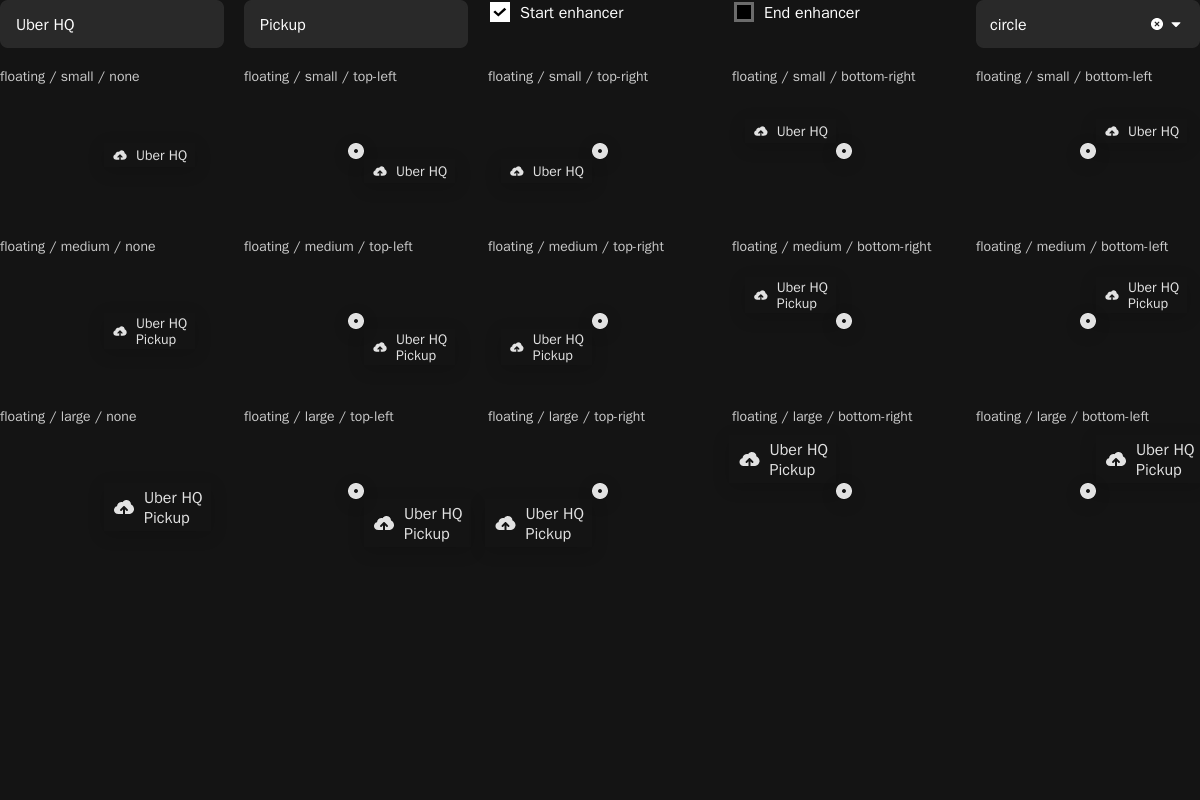 Uber HQ
Pickup
Start enhancer
End enhancer
circle
floating / small / none
floating / small / top-left
floating / small / top-right
floating / small / bottom-right
floating / small / bottom-left
Uber HQ
Uber HQ
Uber HQ
Uber HQ
Uber HQ
floating / medium / none
floating / medium / top-left
floating / medium / top-right
floating / medium / bottom-right
floating / medium / bottom-left
Uber HQ
Pickup
Uber HQ
Pickup
Uber HQ
Pickup
Uber HQ
Pickup
Uber HQ
Pickup
floating / large / none
floating / large / top-left
floating / large / top-right
floating / large / bottom-right
floating / large / bottom-left
Uber HQ
Pickup
Uber HQ
Pickup
Uber HQ
Pickup
Uber HQ
Pickup
Uber HQ
Pickup